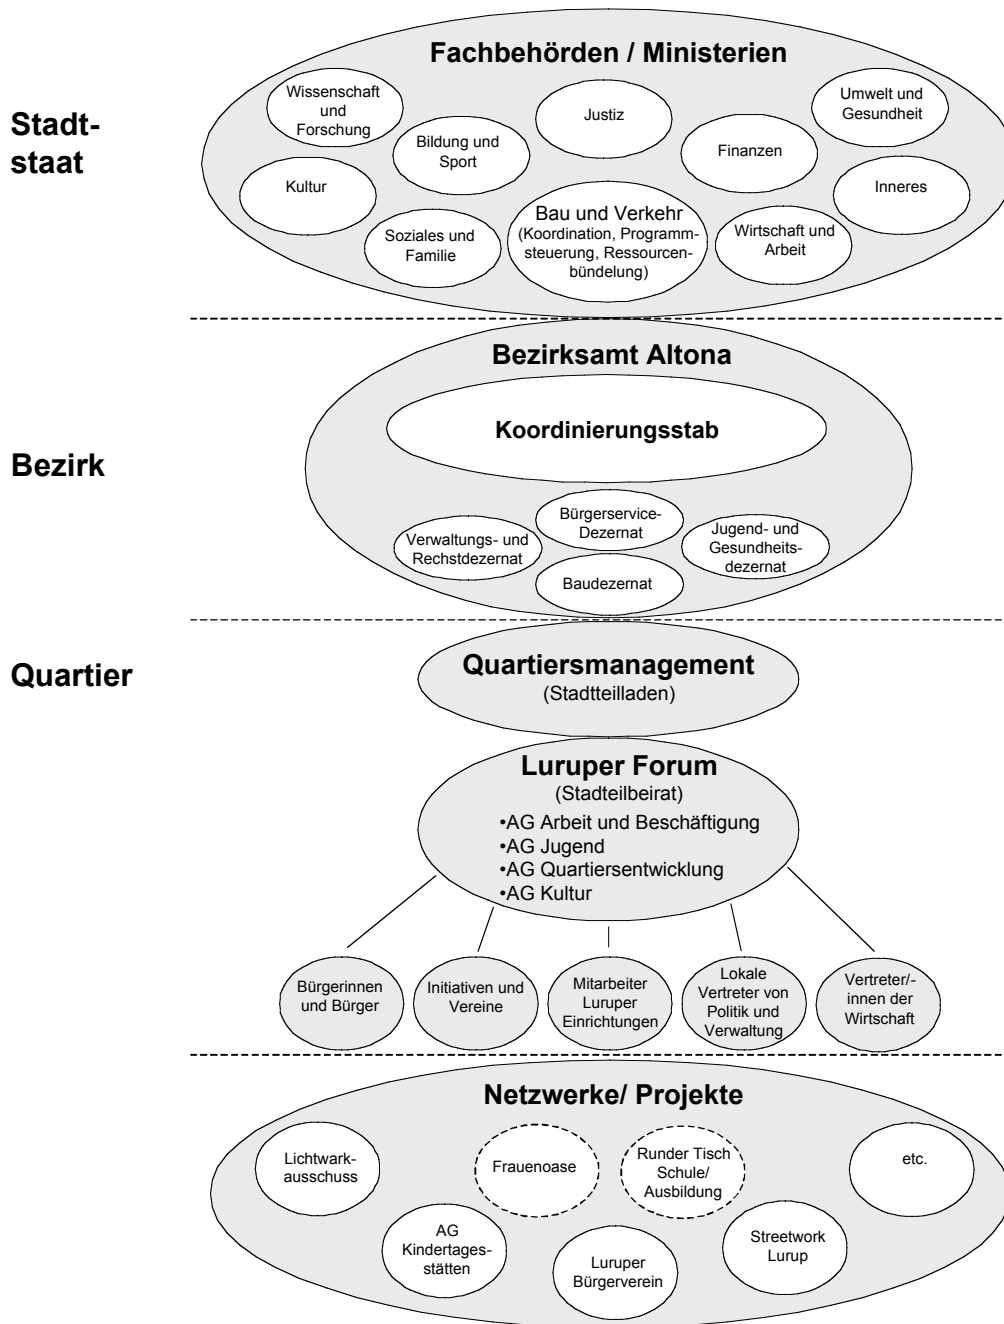 Stadt-
staat
Fachbehörden / Ministerien
Wissenschaft
und
Forschung
Bildung und
Sport
Justiz
Finanzen
Umwelt und
Gesundheit
Kultur
Soziales und
Familie
Bau und Verkehr
(Koordination, Programm-
steuerung, Ressourcen-
bündelung)
Wirtschaft und
Arbeit
Inneres
Bezirk
Bezirksamt Altona
Koordinierungsstab
Verwaltungs- und
Rechstdezernat
Bürgerservice-
Dezernat
Baudezernat
Jugend- und
Gesundheits-
dezernat
Quartier
Quartiersmanagement
(Stadtteilladen)
Luruper Forum
(Stadteilbeirat)
•AG Arbeit und Beschäftigung
•AG Jugend
•AG Quartiersentwicklung
•AG Kultur
Bürgerinnen
und Bürger
Initiativen und
Vereine
Mitarbeiter
Luruper
Einrichtungen
Lokale
Vertreter von
Politik und
Verwaltung
Vertreter/-
innen der
Wirtschaft
Netzwerke/ Projekte
Lichtwark-
ausschuss
Frauenoase
Runder Tisch
Schule/
Ausbildung
etc.
AG
Kindertages-
stätten
Luruper
Bürgerverein
Streetwork
Lurup